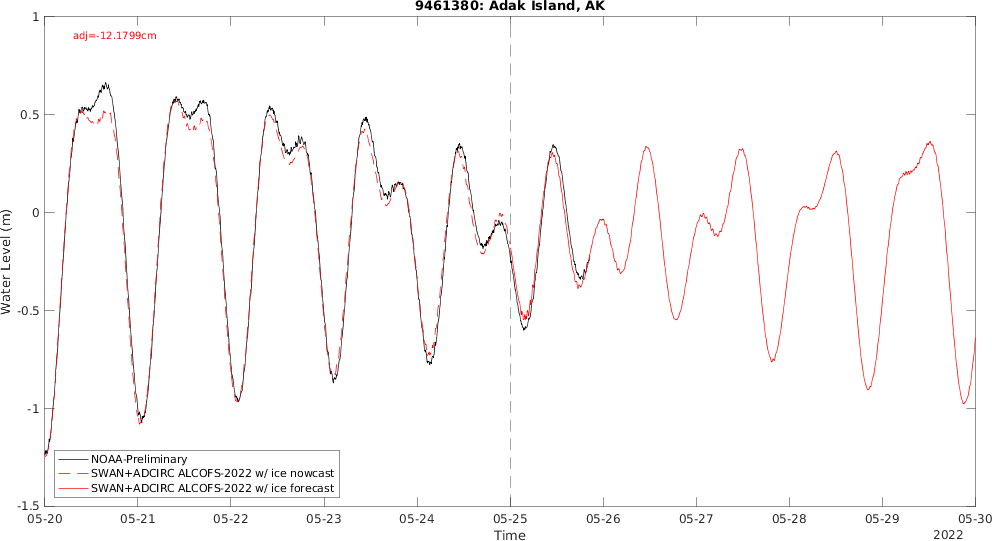 9461380: Adak Island, AK
adj=-12.1799cm
Water Level (m)
1
0.5
0
-0.5
-1
-1.5
NOAA-Preliminary
SWAN+ADCIRC ALCOFS-2022 w/ ice nowcast
SWAN+ADCIRC ALCOFS-2022 w/ ice forecast
05-20 05-21 05-22 05-23 05-24 05-25 05-26 05-27 05-28 05-29 05-30
Time
2022